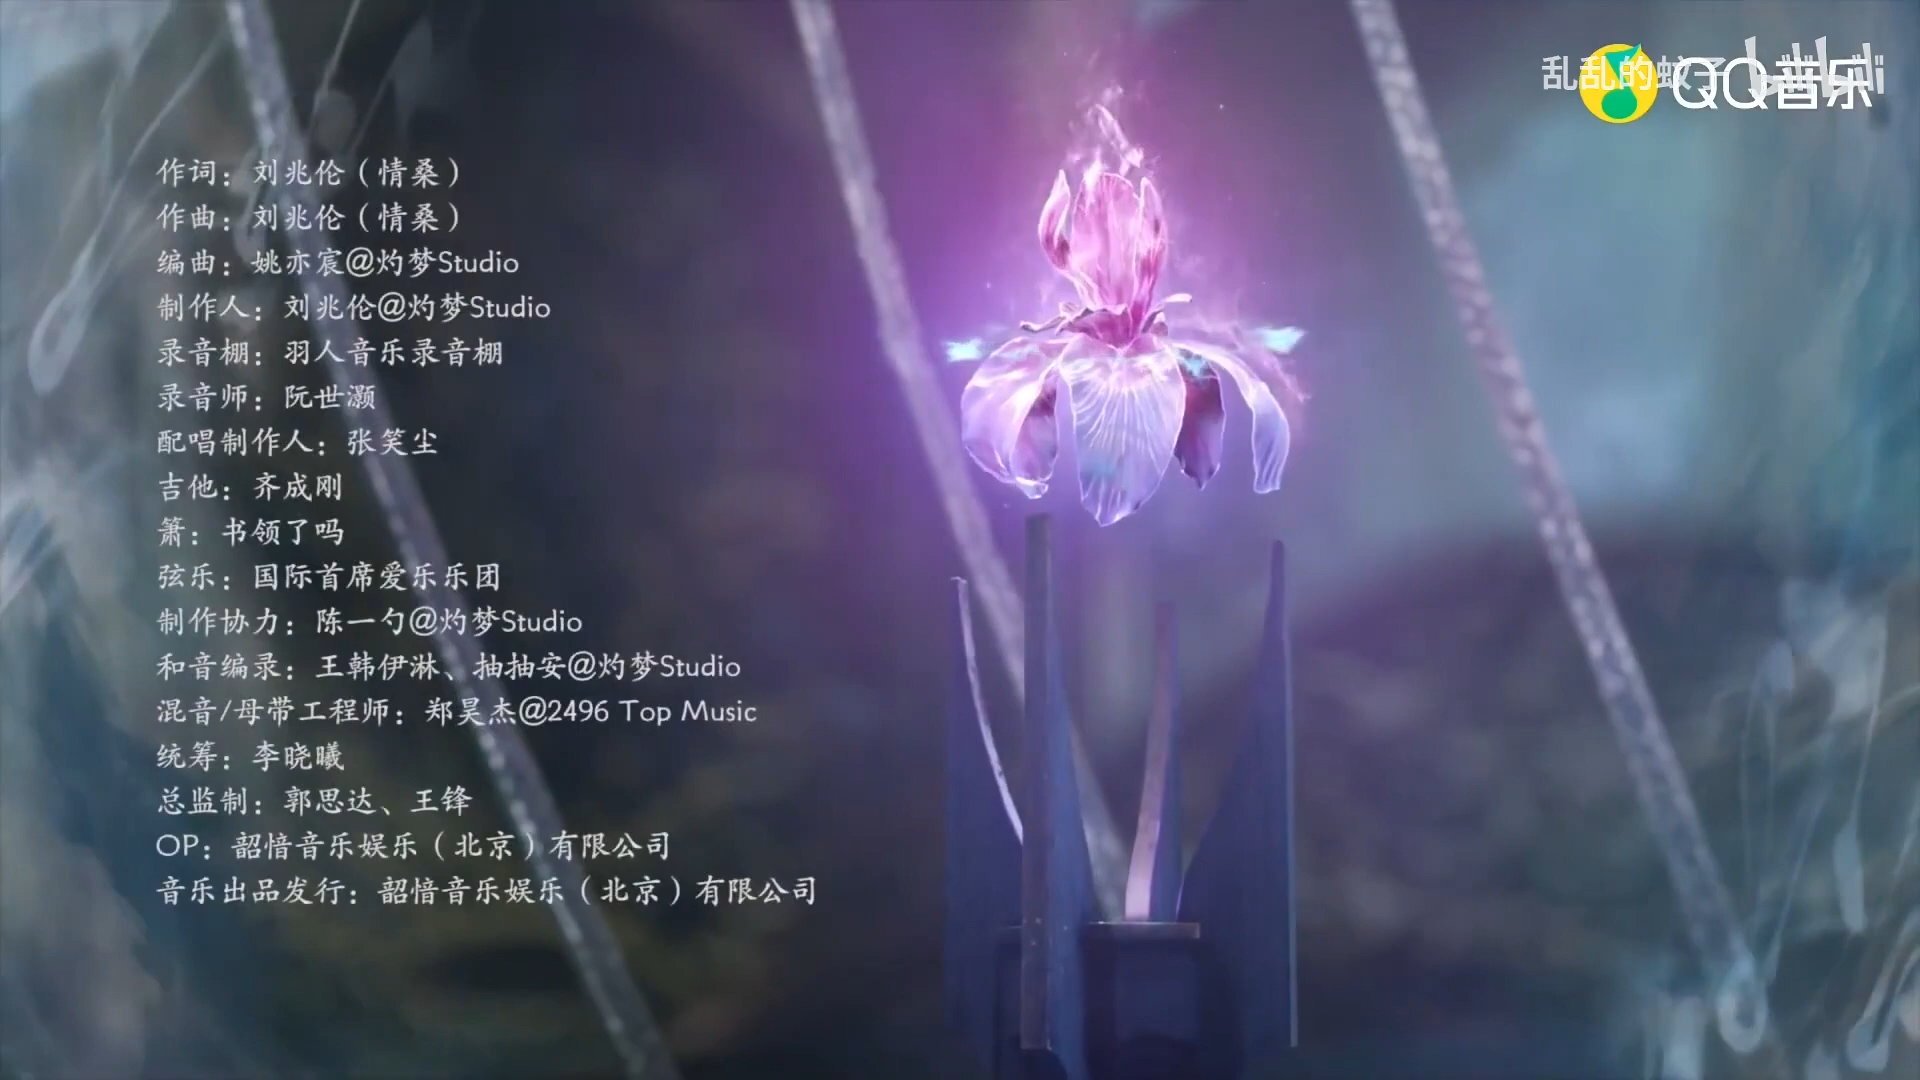 乱乱的蚊子 bilibili
QQ音乐
作词：刘兆伦（情桑）
作曲：刘兆伦（情桑）
编曲：姚亦宸@灼梦Studio
制作人：刘兆伦@灼梦Studio
录音棚：羽人音乐录音棚
录音师：阮世灏
配唱制作人：张笑尘
吉他：齐成刚
箫：书领了吗
弦乐：国际首席爱乐乐团
制作协力：陈一勺@灼梦Studio
和音编录：王韩伊淋、抽抽安@灼梦Studio
混音/母带工程师：郑昊杰@2496 Top Music
统筹：李晓曦
总监制：郭思达、王锋
OP：韶愔音乐娱乐（北京）有限公司
音乐出品发行：韶愔音乐娱乐（北京）有限公司